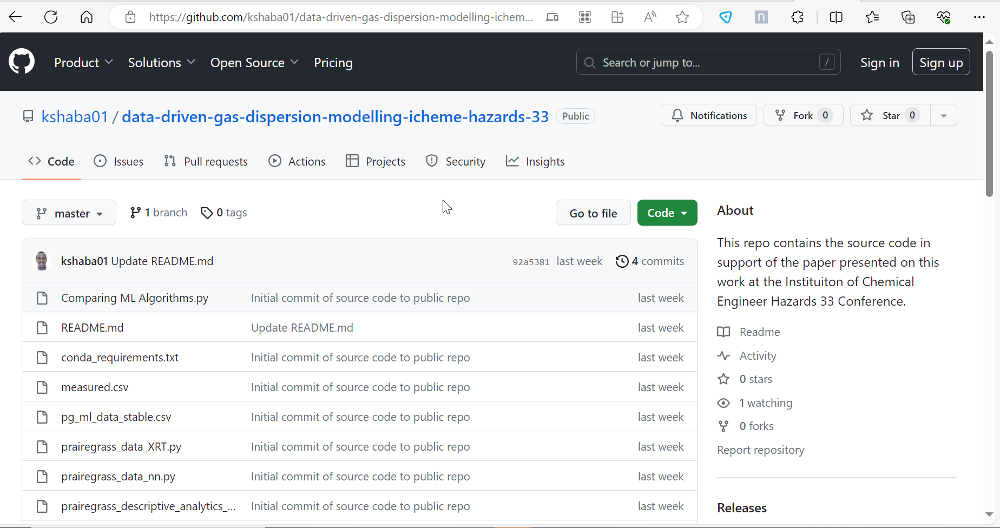 https://github.com/kshaba01/data-driven-gas-dispersion-modelling-ichem...
Product Solutions Open Source Pricing Search or jump to... / Sign in Sign up
kshaba01 / data-driven-gas-dispersion-modelling-icheme-hazards-33 Public Notifications Fork 0 Star 0
Code Issues Pull requests Actions Projects Security Insights
master 1 branch 0 tags Go to file Code
kshaba01 Update README.md 92a5381 last week 4 commits
Comparing ML Algorithms.py Initial commit of source code to public repo last week
README.md Update README.md last week
conda_requirements.txt Initial commit of source code to public repo last week
measured.csv Initial commit of source code to public repo last week
pg_ml_data_stable.csv Initial commit of source code to public repo last week
prairegrass_data_XRT.py Initial commit of source code to public repo last week
prairegrass_data_nn.py Initial commit of source code to public repo last week
prairegrass_descriptive_analytics_... Initial commit of source code to public repo last week
About
This repo contains the source code in
support of the paper presented on this
work at the Instituiton of Chemical
Engineer Hazards 33 Conference.
Readme
Activity
0 stars
1 watching
0 forks
Report repository
Releases